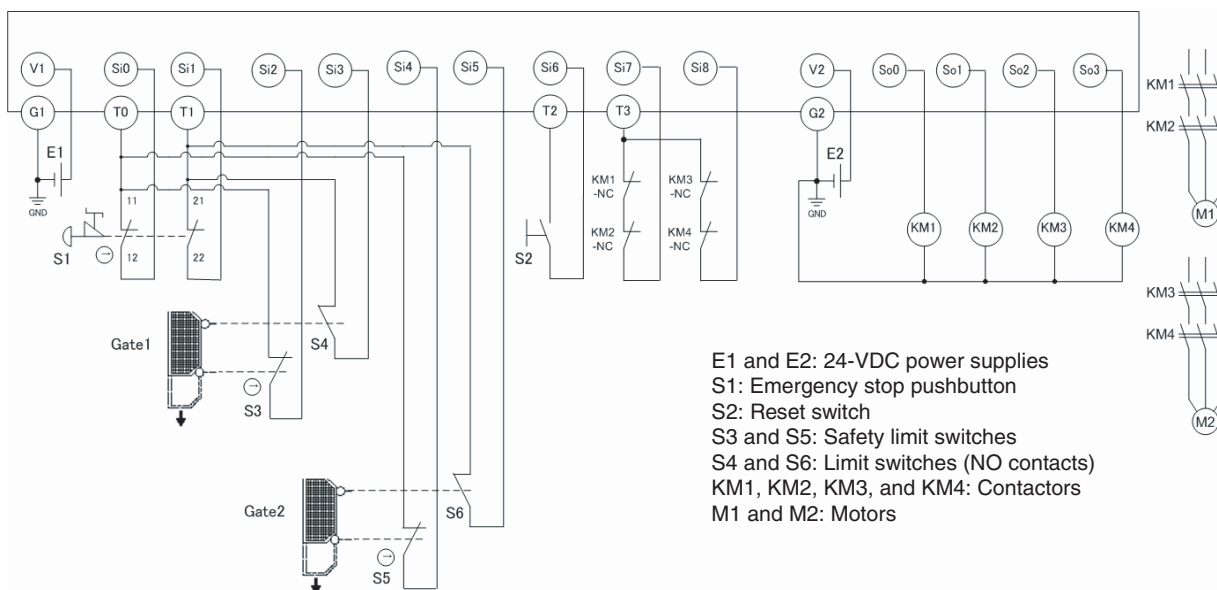 V1 Si0 Si1 Si2 Si3 Si4 Si5 Si6 Si7 Si8 V2 So0 So1 So2 So3
G1 T0 T1 T2 T3 G2
KM1
KM2
E1
GND
11 21
12 22
S1
KM1 -NC
KM3 -NC
KM2 -NC
KM4 -NC
S2
E2
GND
KM1 KM2 KM3 KM4
M1
KM3
KM4
M2
Gate1
S4
S3
Gate2
S6
S5
E1 and E2: 24-VDC power supplies
S1: Emergency stop pushbutton
S2: Reset switch
S3 and S5: Safety limit switches
S4 and S6: Limit switches (NO contacts)
KM1, KM2, KM3, and KM4: Contactors
M1 and M2: Motors